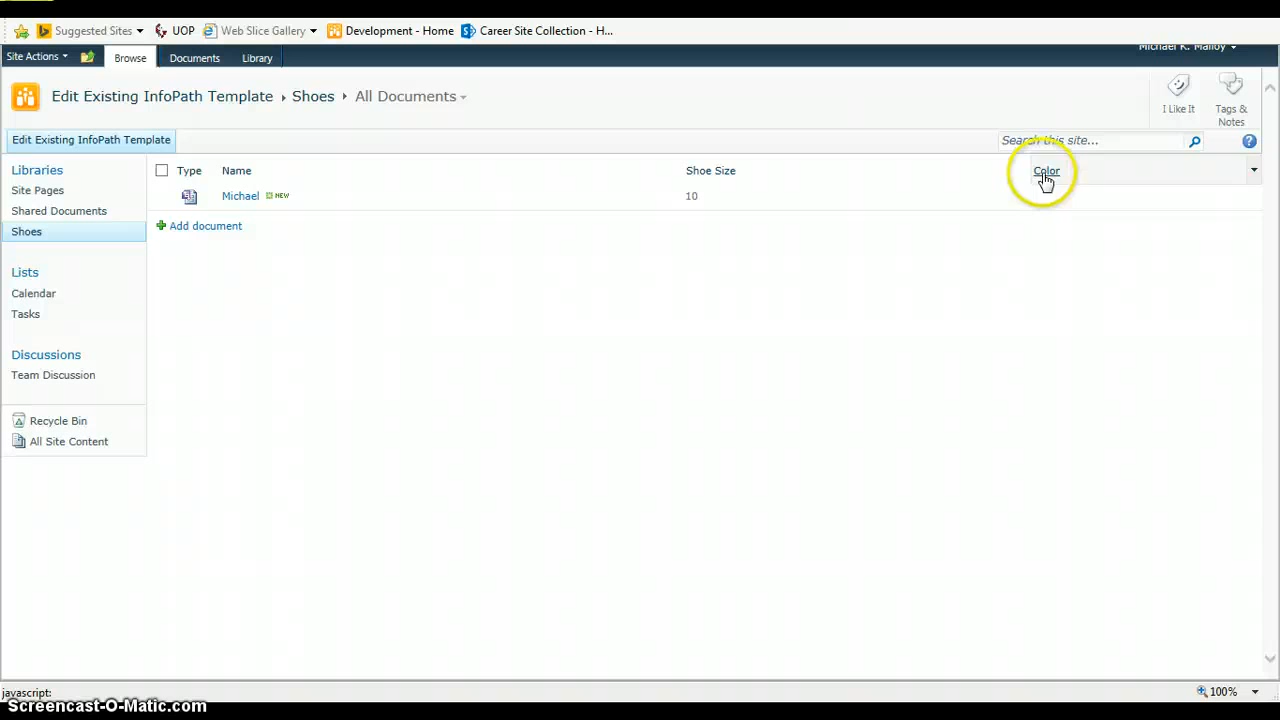 Suggested Sites UOP Web Slice Gallery Development - Home Career Site Collection - H...
Michael K. Malloy
Site Actions Browse Documents Library
Edit Existing InfoPath Template Shoes All Documents
I Like It Tags & Notes
Edit Existing InfoPath Template
Search this site...
Libraries
Site Pages
Shared Documents
Shoes
Lists
Calendar
Tasks
Discussions
Team Discussion
Recycle Bin
All Site Content
Type Name Shoe Size Color
Michael NEW 10
Add document
javascript:
100%
Screencast-O-Matic.com